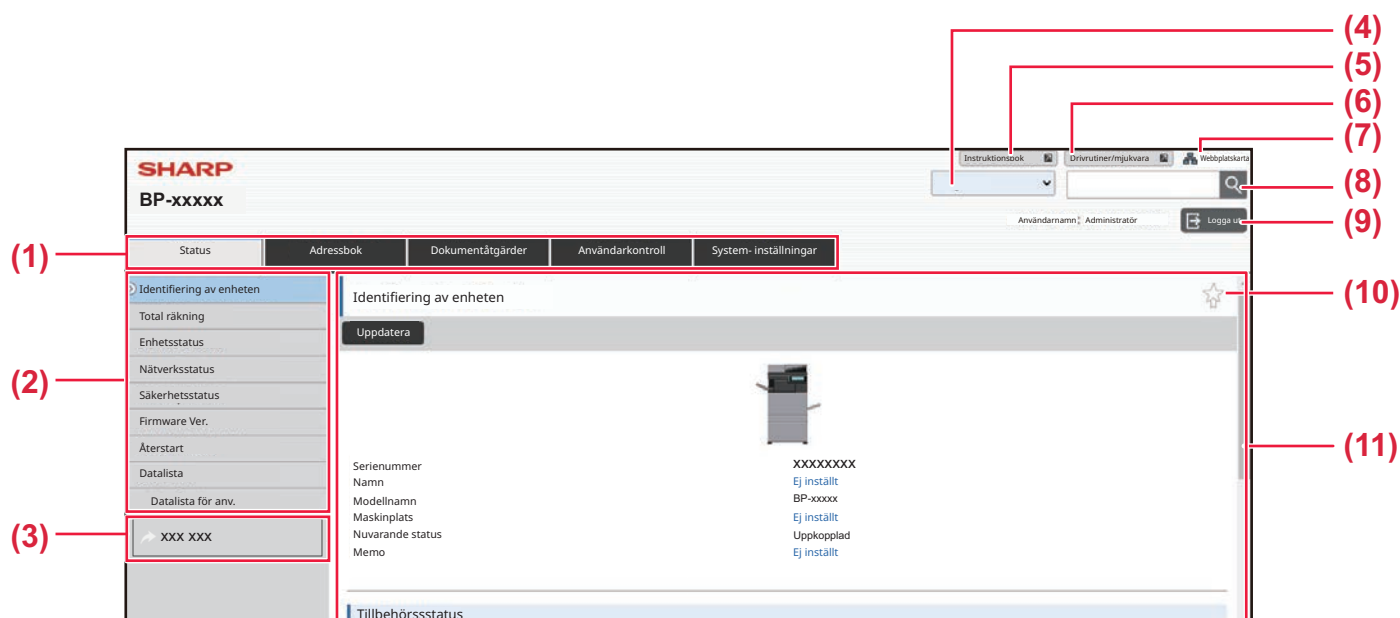 (4)
(5)
(6)
(7)
SHARP
Instruktionsbok
Drivrutiner/mjukvara
Webbplatskarta
BP-xxxxx
(8)
Användarnamn: Administratör
Logga ut
(9)
(1)
Status
Adressbok
Dokumentåtgärder
Användarkontroll
System- inställningar
Identifiering av enheten
Identifiering av enheten
(10)
Total räkning
Uppdatera
Enhetsstatus
(2)
Nätverksstatus
Säkerhetsstatus
Firmware Ver.
Återstart
(11)
Datalista
Datalista för anv.
Serienummer XXXXXXXX
Namn Ej inställt
Modellnamn BP-xxxxx
Maskinplats Ej inställt
Nuvarande status Uppkopplad
Memo Ej inställt
(3)
XXX XXX
Tillbehörssstatus